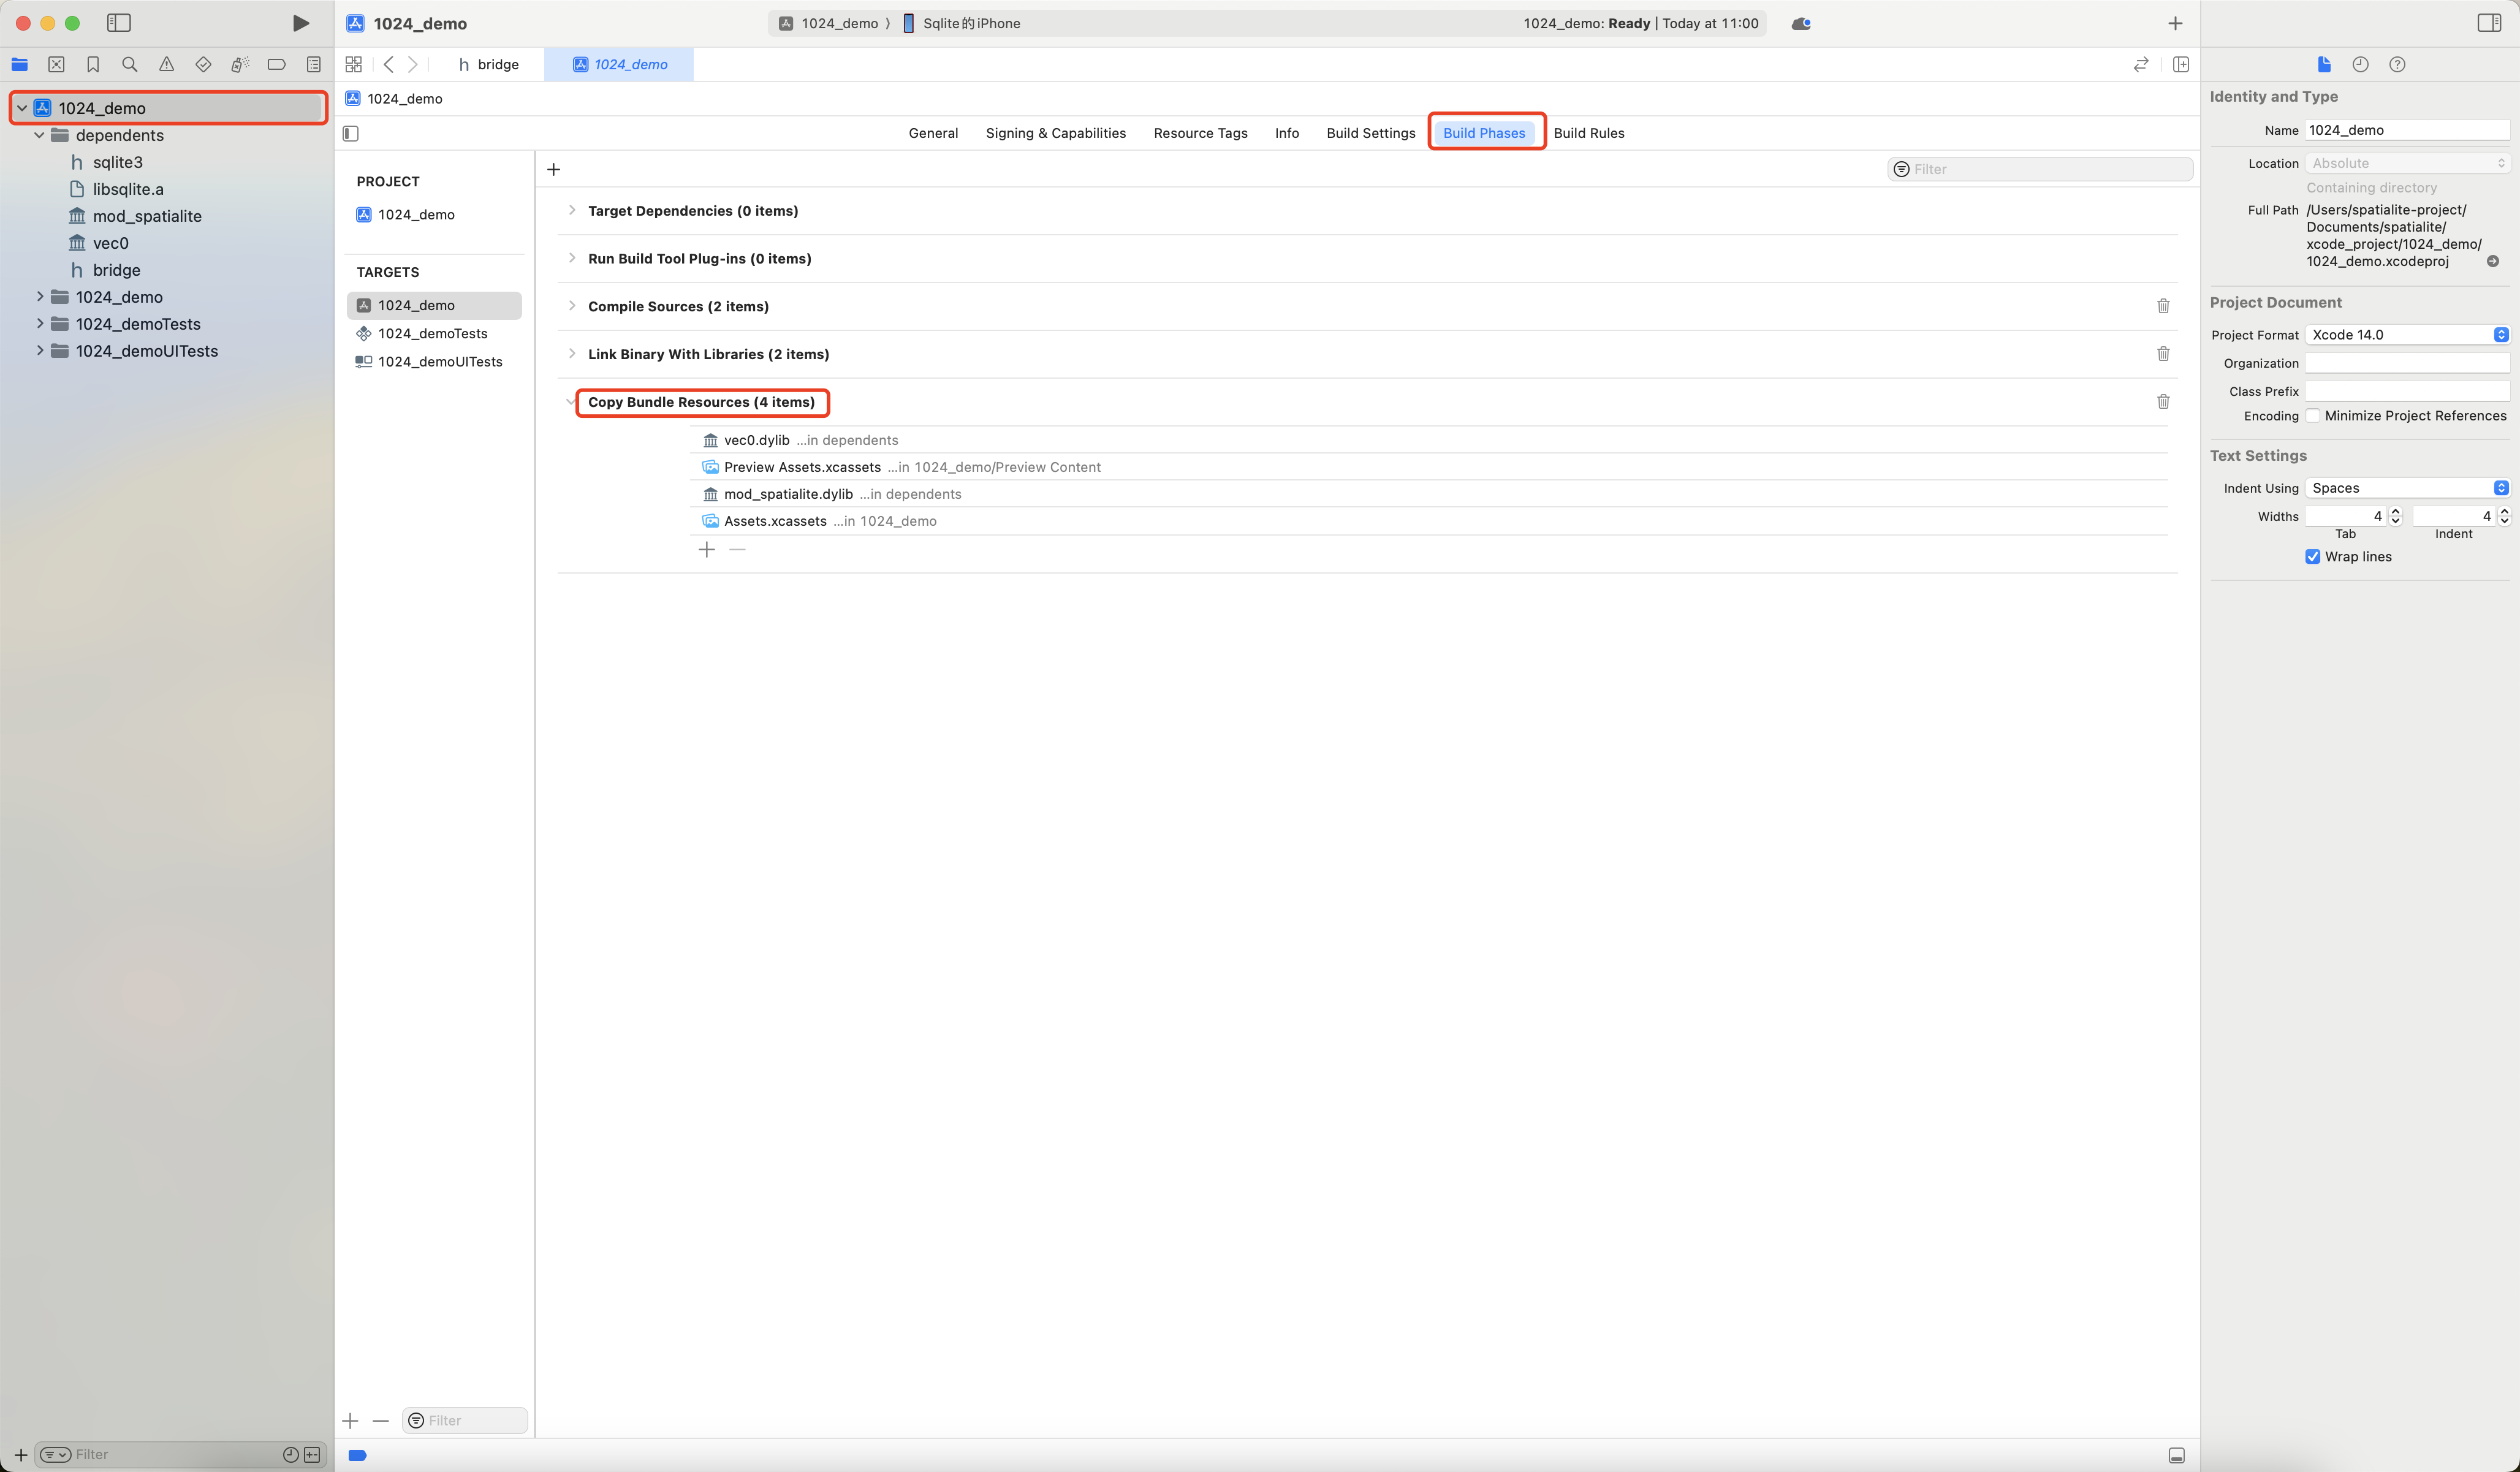 1024_demo
1024_demo 〉 Sqlite的iPhone
1024_demo: Ready | Today at 11:00
bridge
1024_demo
1024_demo
1024_demo
dependents
sqlite3
libsqlite.a
mod_spatialite
vec0
bridge
1024_demo
1024_demoTests
1024_demoUITests
Filter
General
Signing & Capabilities
Resource Tags
Info
Build Settings
Build Phases
Build Rules
PROJECT
1024_demo
TARGETS
1024_demo
1024_demoTests
1024_demoUITests
Filter
Filter
Target Dependencies (0 items)
Run Build Tool Plug-ins (0 items)
Compile Sources (2 items)
Link Binary With Libraries (2 items)
Copy Bundle Resources (4 items)
vec0.dylib ...in dependents
Preview Assets.xcassets ...in 1024_demo/Preview Content
mod_spatialite.dylib ...in dependents
Assets.xcassets ...in 1024_demo
Identity and Type
Name 1024_demo
Location Absolute
Containing directory
Full Path /Users/spatialite-project/
Documents/spatialite/
xcode_project/1024_demo/
1024_demo.xcodeproj
Project Document
Project Format Xcode 14.0
Organization
Class Prefix
Encoding Minimize Project References
Text Settings
Indent Using Spaces
Widths 4 4
Tab Indent
Wrap lines